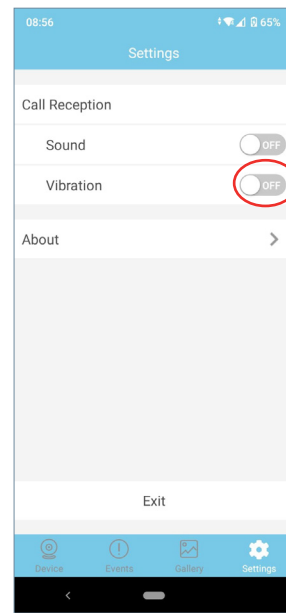 08:56 65%
Settings
Call Reception
Sound OFF
Vibration OFF
About
Exit
Device Events Gallery Settings